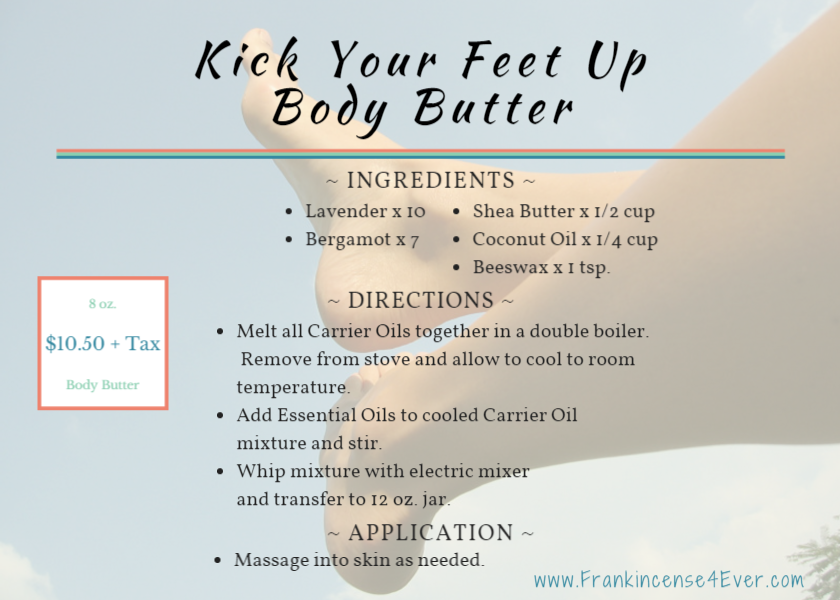 Kick Your Feet Up
Body Butter
~ INGREDIENTS ~
• Lavender x 10
• Bergamot x 7
• Shea Butter x 1/2 cup
• Coconut Oil x 1/4 cup
• Beeswax x 1 tsp.
8 oz.
$10.50 + Tax
Body Butter
~ DIRECTIONS ~
• Melt all Carrier Oils together in a double boiler.
Remove from stove and allow to cool to room
temperature.
• Add Essential Oils to cooled Carrier Oil
mixture and stir.
• Whip mixture with electric mixer
and transfer to 12 oz. jar.
~ APPLICATION ~
• Massage into skin as needed.
www.Frankincense4Ever.com